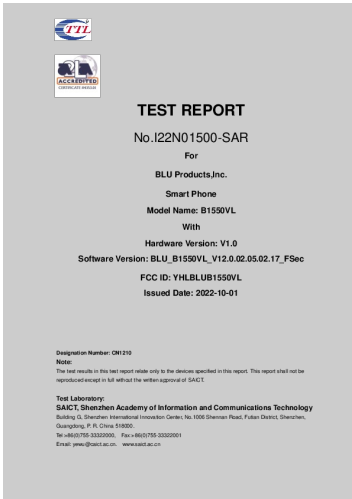 TTL
ACCREDITED
TEST REPORT
No.I22N01500-SAR
For
BLU Products,Inc.
Smart Phone
Model Name: B1550VL
With
Hardware Version: V1.0
Software Version: BLU_B1550VL_V12.0.02.05.02.17_FSec
FCC ID: YHLBLUB1550VL
Issued Date: 2022-10-01
Designation Number: CN1210
Note:
The test results in this test report relate only to the devices specified in this report. This report shall not be
reproduced except in full without the written approval of SAICT.
Test Laboratory:
SAICT, Shenzhen Academy of Information and Communications Technology
Building G, Shenzhen International Innovation Center, No.1006 Shennan Road, Futian District, Shenzhen,
Guangdong, P. R. China 518000.
Tel:+86(0)755-33322000, Fax:+86(0)755-33322001
Email: yewu@saict.ac.cn. www.saict.ac.cn